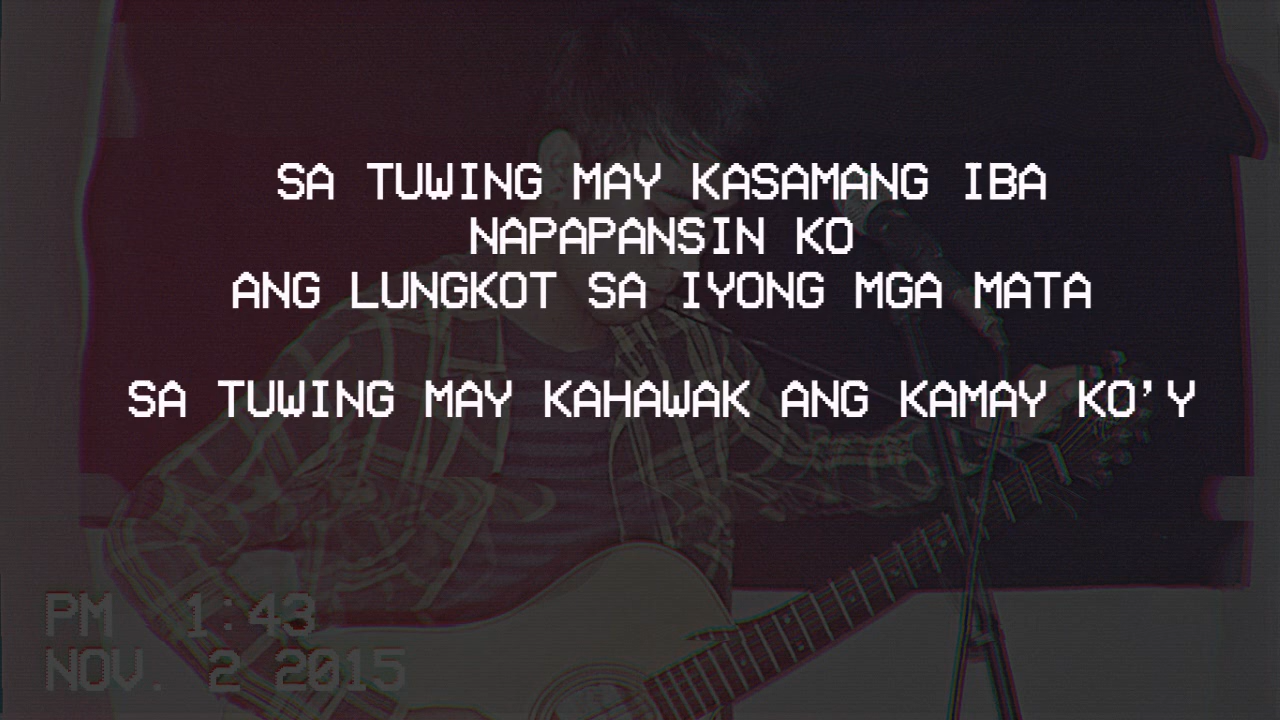 SA TUWING MAY KASAMANG IBA
NAPAPANSIN KO
ANG LUNGKOT SA IYONG MGA MATA
SA TUWING MAY KAHAWAK ANG KAMAY KO'Y
PM 1:43
NOV. 2 2015